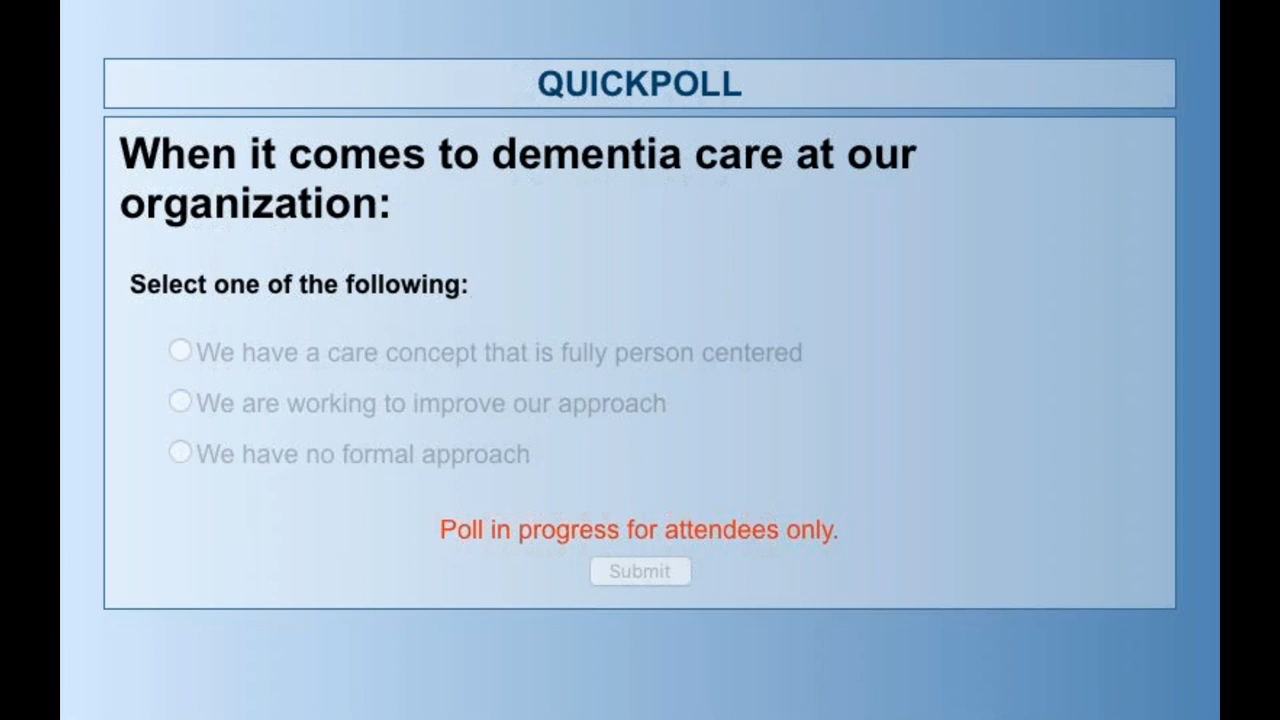 QUICKPOLL
When it comes to dementia care at our
organization:
Select one of the following:
We have a care concept that is fully person centered
We are working to improve our approach
We have no formal approach
Poll in progress for attendees only.
Submit